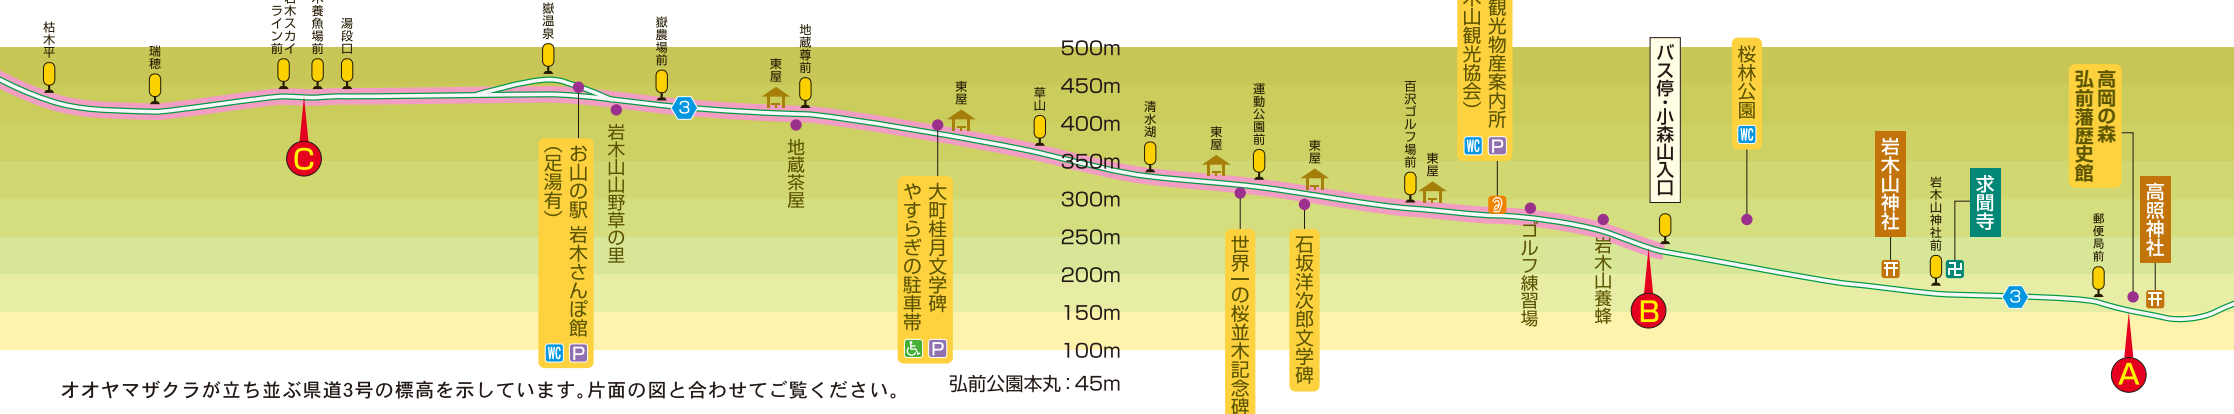 枯木平
瑞穂
岩木スカイ
ライン前
木養魚場前
湯段口
嶽温泉
嶽農場前
東屋
地蔵尊前
東屋
草山
清水湖
東屋
運動公園前
東屋
百沢ゴルフ場前
東屋
観光物産案内所
木山観光協会）
WC
P
バス停・小森山入口
桜林公園
WC
岩木山神社
岩木山神社前
求聞寺
高岡の森
弘前藩歴史館
郵便局前
高照神社
500m
450m
400m
350m
300m
250m
200m
150m
100m
弘前公園本丸：45m
3
3
C
B
A
お山の駅 岩木さんぽ館
（足湯有）
WC
P
岩木山山野草の里
地蔵茶屋
大町桂月文学碑
やすらぎの駐車帯
P
世界一の桜並木記念碑
石坂洋次郎文学碑
ゴルフ練習場
岩木山養蜂
オオヤマザクラが立ち並ぶ県道3号の標高を示しています。片面の図と合わせてご覧ください。